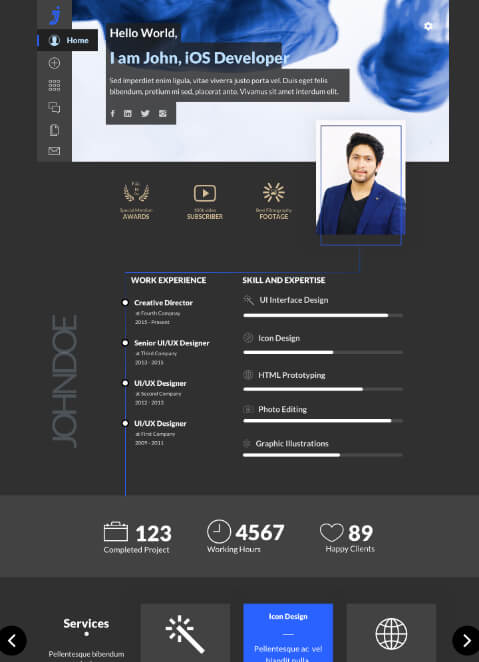 Hello World,
Home
I am John, iOS Developer
Sed imperdiet enim ligula, vitae viverra justo porta vel. Duis eget felis
bibendum, pretium mi sed, placerat ante. Vivamus sit amet interdum elit.
Special Mention
AWARDS
SUBSCRIBER
Best Filmography
FOOTAGE
WORK EXPERIENCE
SKILL AND EXPERTISE
Creative Director
at Fourth Company
2015 - Present
Senior UI/UX Designer
at Third Company
2013 - 2015
UI/UX Designer
at Second Company
2012 - 2013
UI/UX Designer
at First Company
2009 - 2011
UI Interface Design
Icon Design
HTML Prototyping
Photo Editing
Graphic Illustrations
JOHNDOE
123
Completed Project
4567
Working Hours
89
Happy Clients
Services
Pellentesque bibendum
Icon Design
Pellentesque ac vel
blandit nulla